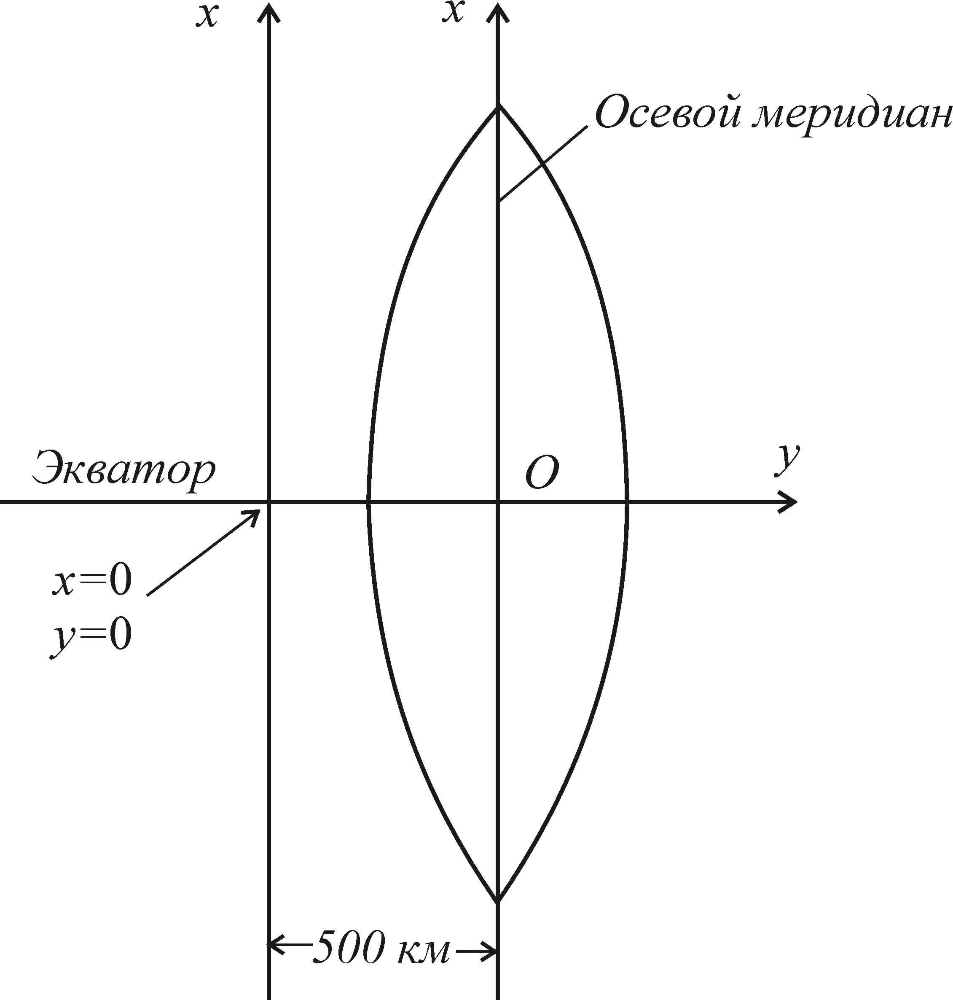 x
x
Осевой меридиан
Экватор
O
y
x=0
y=0
500 км